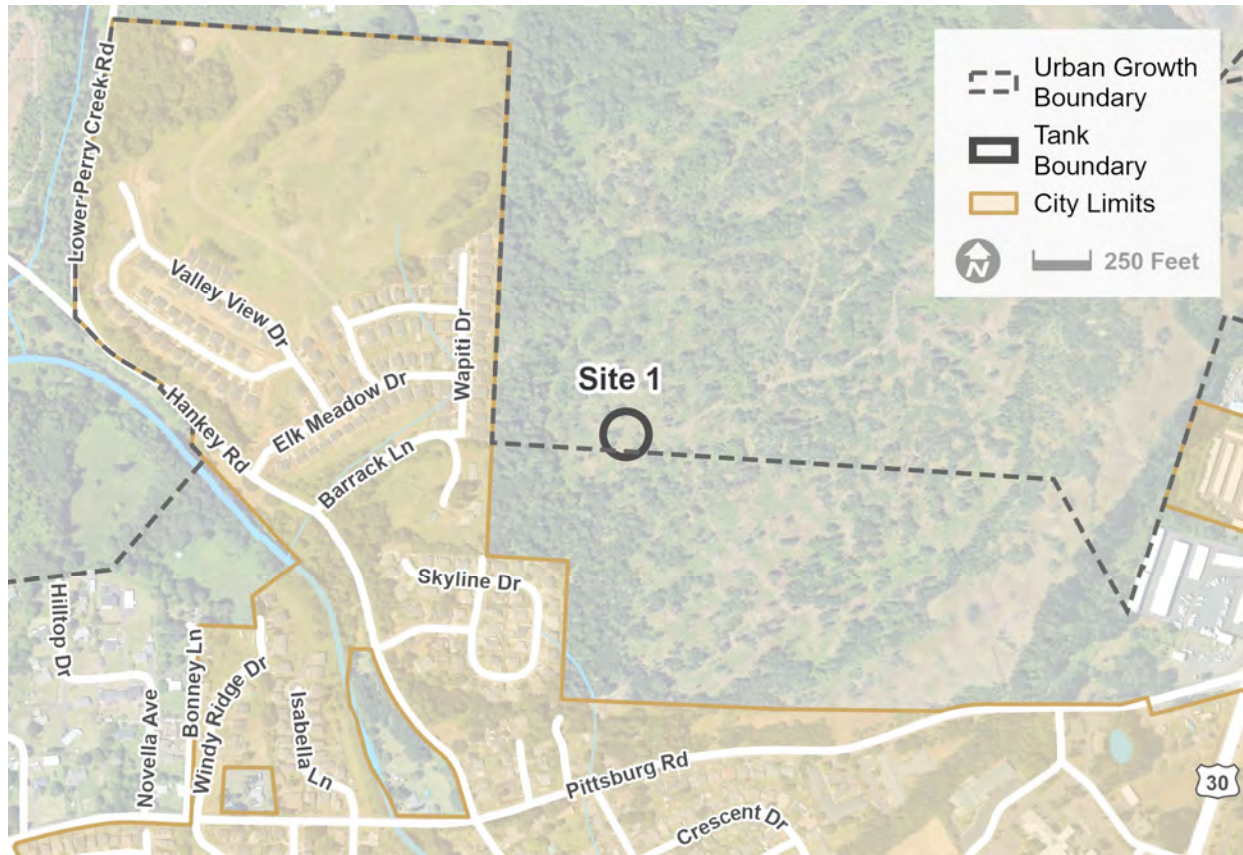 Urban Growth
Boundary
Tank
Boundary
City Limits
N
250 Feet
Lower Perry Creek Rd
Valley View Dr
Wapiti Dr
Site 1
Elk Meadow Dr
Hankey Rd
Barrack Ln
Skyline Dr
Hilltop Dr
Novella Ave
Bonney Ln
Windy Ridge Dr
Isabella Ln
Pittsburg Rd
Crescent Dr
30